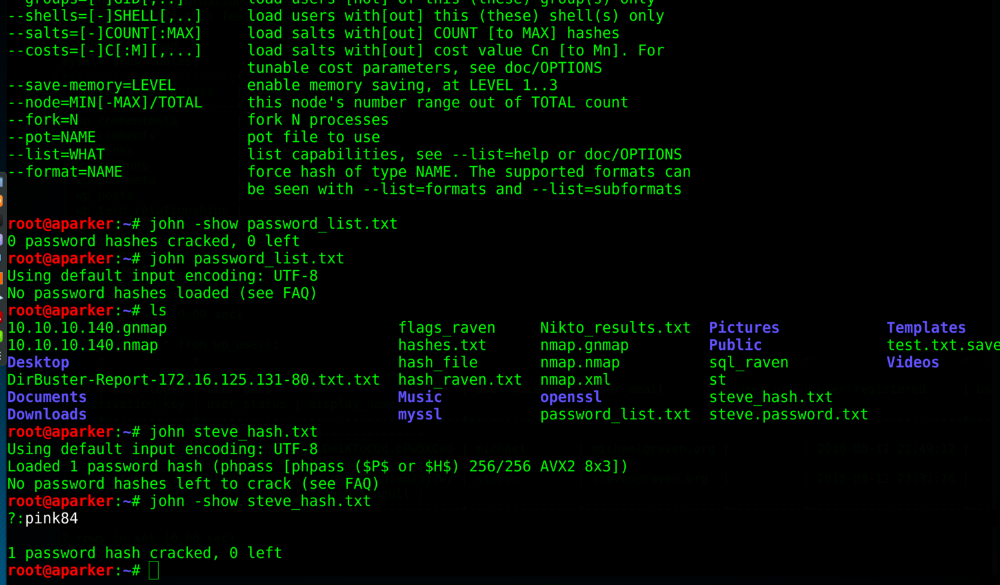 --groups=[-]GID[,..]      load users [not] of this (these) group(s) only
--shells=[-]SHELL[,..]     load users with[out] this (these) shell(s) only
--salts=[-]COUNT[:MAX]     load salts with[out] COUNT [to MAX] hashes
--costs=[-]C[:M][,...]     load salts with[out] cost value Cn [to Mn]. For
                           tunable cost parameters, see doc/OPTIONS
--save-memory=LEVEL        enable memory saving, at LEVEL 1..3
--node=MIN[-MAX]/TOTAL     this node's number range out of TOTAL count
--fork=N                   fork N processes
--pot=NAME                 pot file to use
--list=WHAT                list capabilities, see --list=help or doc/OPTIONS
--format=NAME              force hash of type NAME. The supported formats can
                           be seen with --list=formats and --list=subformats
root@aparker:~# john -show password_list.txt
0 password hashes cracked, 0 left
root@aparker:~# john password_list.txt
Using default input encoding: UTF-8
No password hashes loaded (see FAQ)
root@aparker:~# ls
10.10.10.140.gnmap                          flags_raven     Nikto_results.txt  Pictures            Templates
10.10.10.140.nmap                           hashes.txt      nmap.gnmap         Public              test.txt.save
Desktop                                     hash_file       nmap.nmap          sql_raven           Videos
DirBuster-Report-172.16.125.131-80.txt.txt  hash_raven.txt  nmap.xml           st
Documents                                   Music           openssl            steve_hash.txt
Downloads                                   myssl           password_list.txt  steve.password.txt
root@aparker:~# john steve_hash.txt
Using default input encoding: UTF-8
Loaded 1 password hash (phpass [phpass ($P$ or $H$) 256/256 AVX2 8x3])
No password hashes left to crack (see FAQ)
root@aparker:~# john -show steve_hash.txt
?:pink84
1 password hash cracked, 0 left
root@aparker:~#